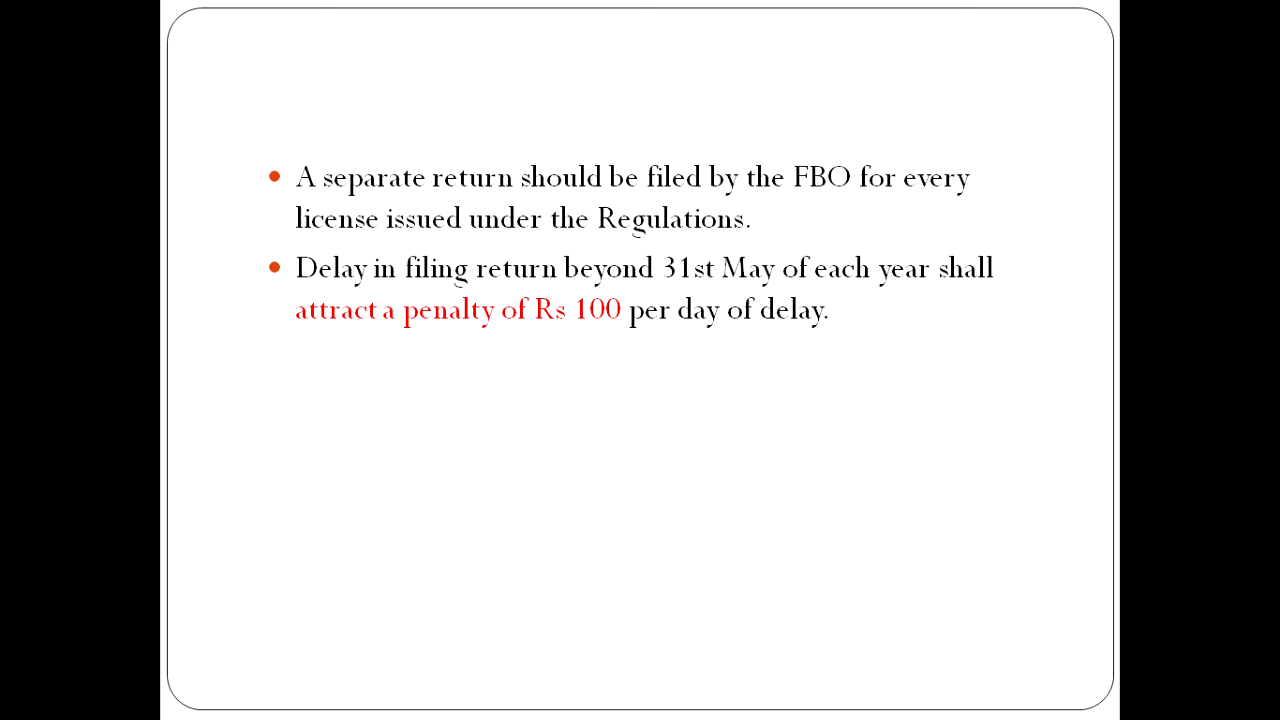 A separate return should be filed by the FBO for every
license issued under the Regulations.
Delay in filing return beyond 31st May of each year shall
attract a penalty of Rs 100 per day of delay.